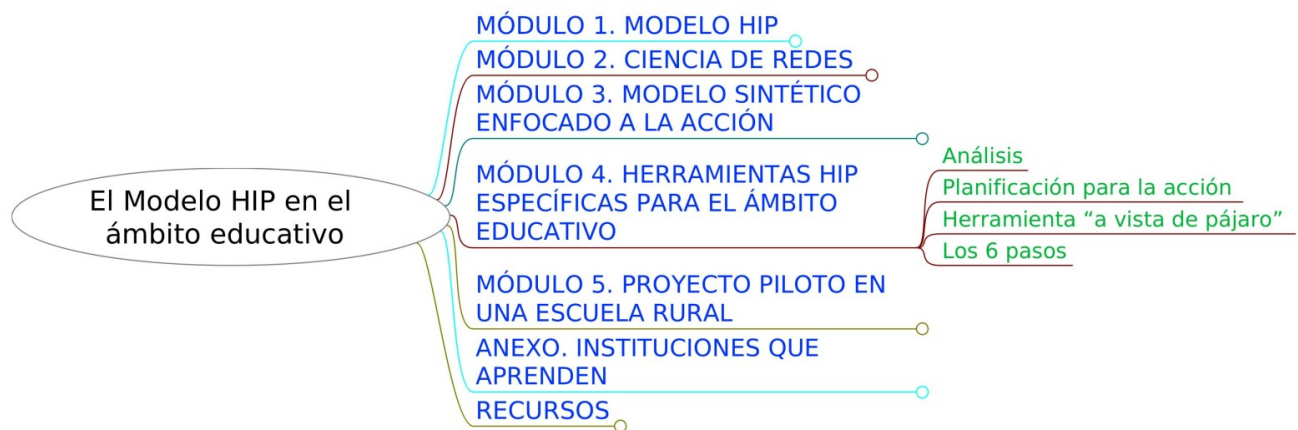 El Modelo HIP en el
ámbito educativo
MÓDULO 1. MODELO HIP
MÓDULO 2. CIENCIA DE REDES
MÓDULO 3. MODELO SINTÉTICO
ENFOCADO A LA ACCIÓN
MÓDULO 4. HERRAMIENTAS HIP
ESPECÍFICAS PARA EL ÁMBITO
EDUCATIVO
Análisis
Planificación para la acción
Herramienta “a vista de pájaro”
Los 6 pasos
MÓDULO 5. PROYECTO PILOTO EN
UNA ESCUELA RURAL
ANEXO. INSTITUCIONES QUE
APRENDEN
RECURSOS